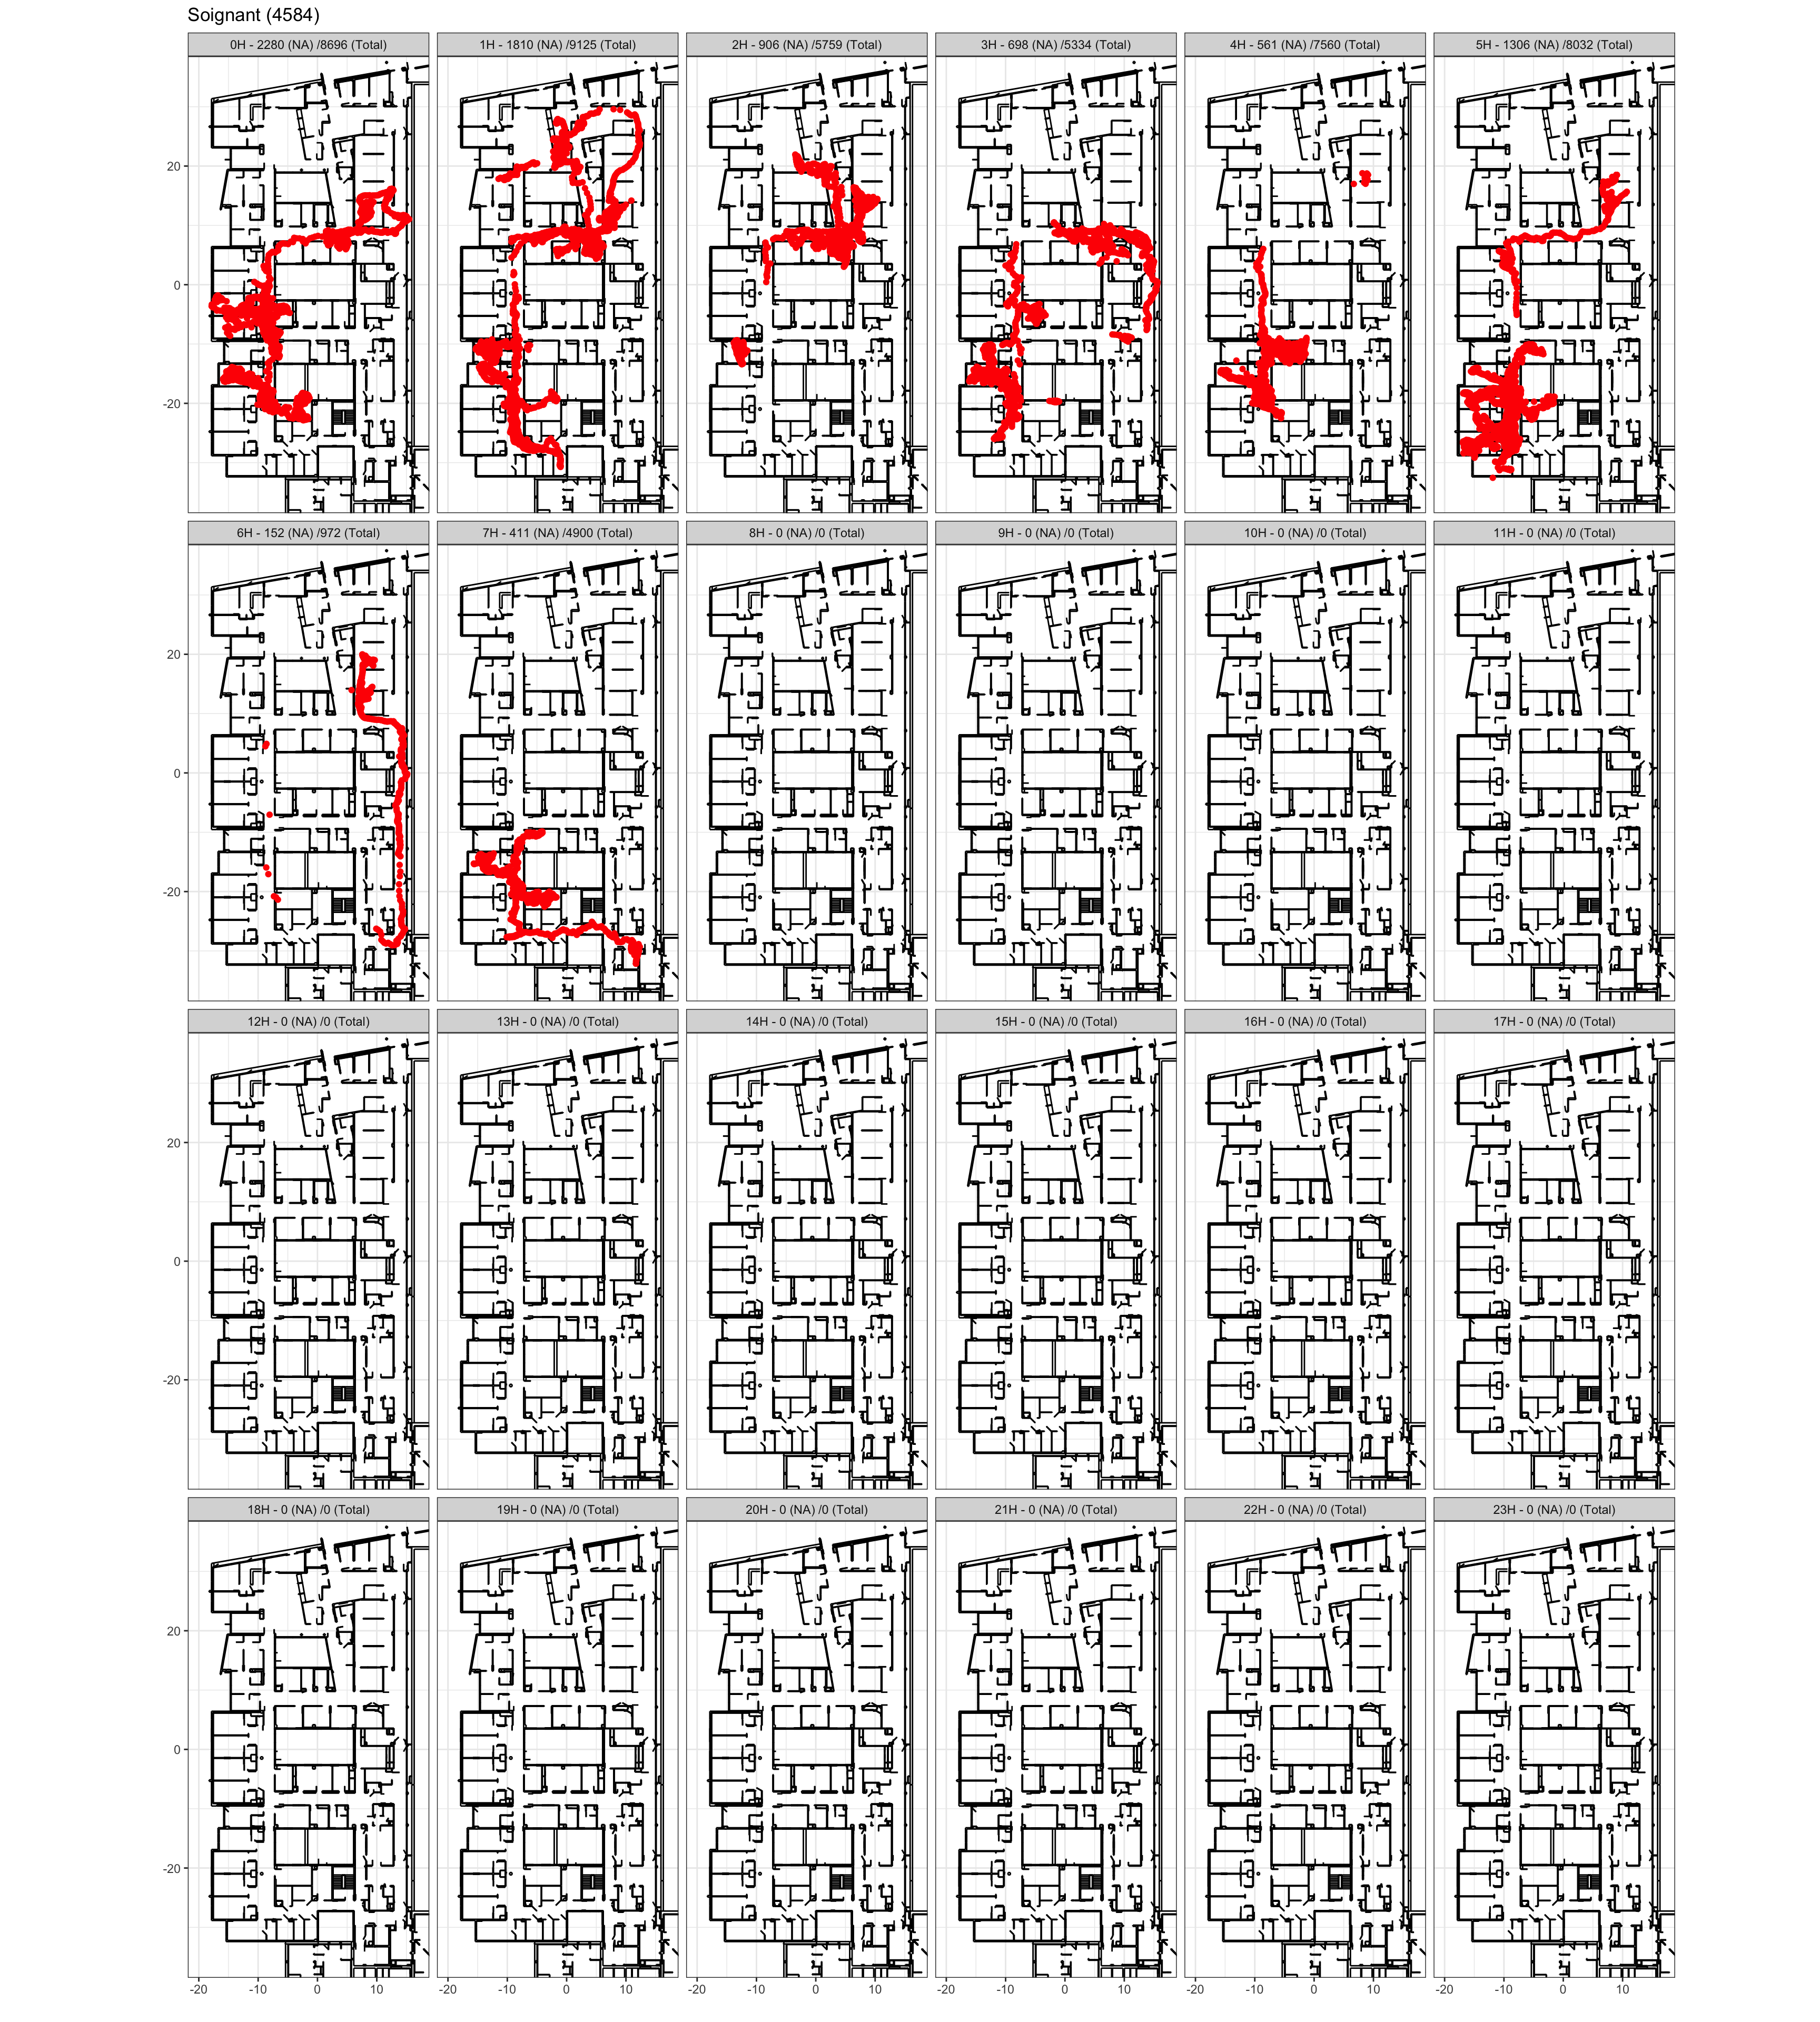 Soignant (4584)
0H - 2280 (NA) /8696 (Total)
1H - 1810 (NA) /9125 (Total)
2H - 906 (NA) /5759 (Total)
3H - 698 (NA) /5334 (Total)
4H - 561 (NA) /7560 (Total)
5H - 1306 (NA) /8032 (Total)
20
0
-20
6H - 152 (NA) /972 (Total)
7H - 411 (NA) /4900 (Total)
8H - 0 (NA) /0 (Total)
9H - 0 (NA) /0 (Total)
10H - 0 (NA) /0 (Total)
11H - 0 (NA) /0 (Total)
20
0
-20
12H - 0 (NA) /0 (Total)
13H - 0 (NA) /0 (Total)
14H - 0 (NA) /0 (Total)
15H - 0 (NA) /0 (Total)
16H - 0 (NA) /0 (Total)
17H - 0 (NA) /0 (Total)
20
0
-20
18H - 0 (NA) /0 (Total)
19H - 0 (NA) /0 (Total)
20H - 0 (NA) /0 (Total)
21H - 0 (NA) /0 (Total)
22H - 0 (NA) /0 (Total)
23H - 0 (NA) /0 (Total)
20
0
-20
-20 -10 0 10
-20 -10 0 10
-20 -10 0 10
-20 -10 0 10
-20 -10 0 10
-20 -10 0 10